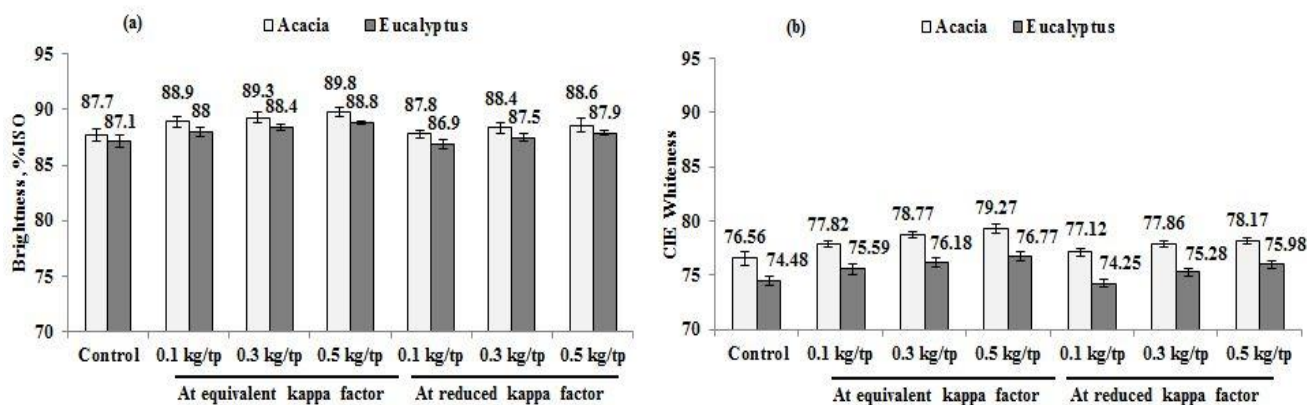 (a)
Acacia Eucalyptus
Brightness, %ISO
95
90
85
80
75
70
87.7 87.1 88.9 88 89.3 88.4 89.8 88.8 87.8 86.9 88.4 87.5 88.6 87.9
Control 0.1 kg/tp 0.3 kg/tp 0.5 kg/tp 0.1 kg/tp 0.3 kg/tp 0.5 kg/tp
At equivalent kappa factor At reduced kappa factor
(b)
Acacia Eucalyptus
CIE Whiteness
95
90
85
80
75
70
76.56 74.48 77.82 75.59 78.77 76.18 79.27 76.77 77.12 74.25 77.86 75.28 78.17 75.98
Control 0.1 kg/tp 0.3 kg/tp 0.5 kg/tp 0.1 kg/tp 0.3 kg/tp 0.5 kg/tp
At equivalent kappa factor At reduced kappa factor